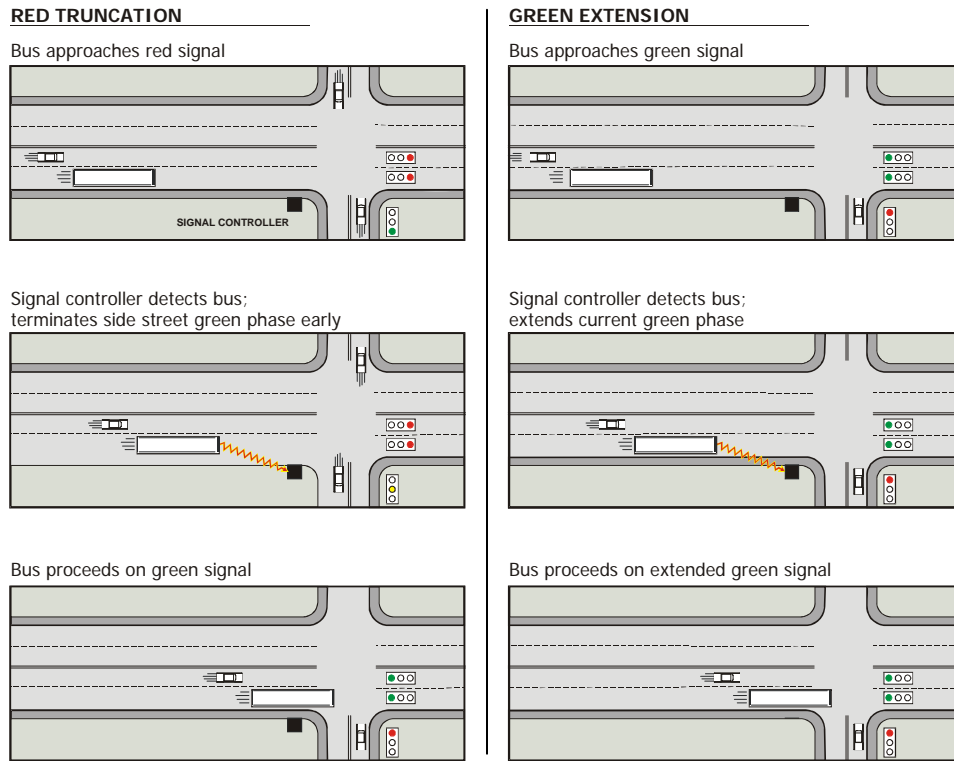 RED TRUNCATION
Bus approaches red signal
SIGNAL CONTROLLER
Signal controller detects bus;
terminates side street green phase early
Bus proceeds on green signal
GREEN EXTENSION
Bus approaches green signal
Signal controller detects bus;
extends current green phase
Bus proceeds on extended green signal